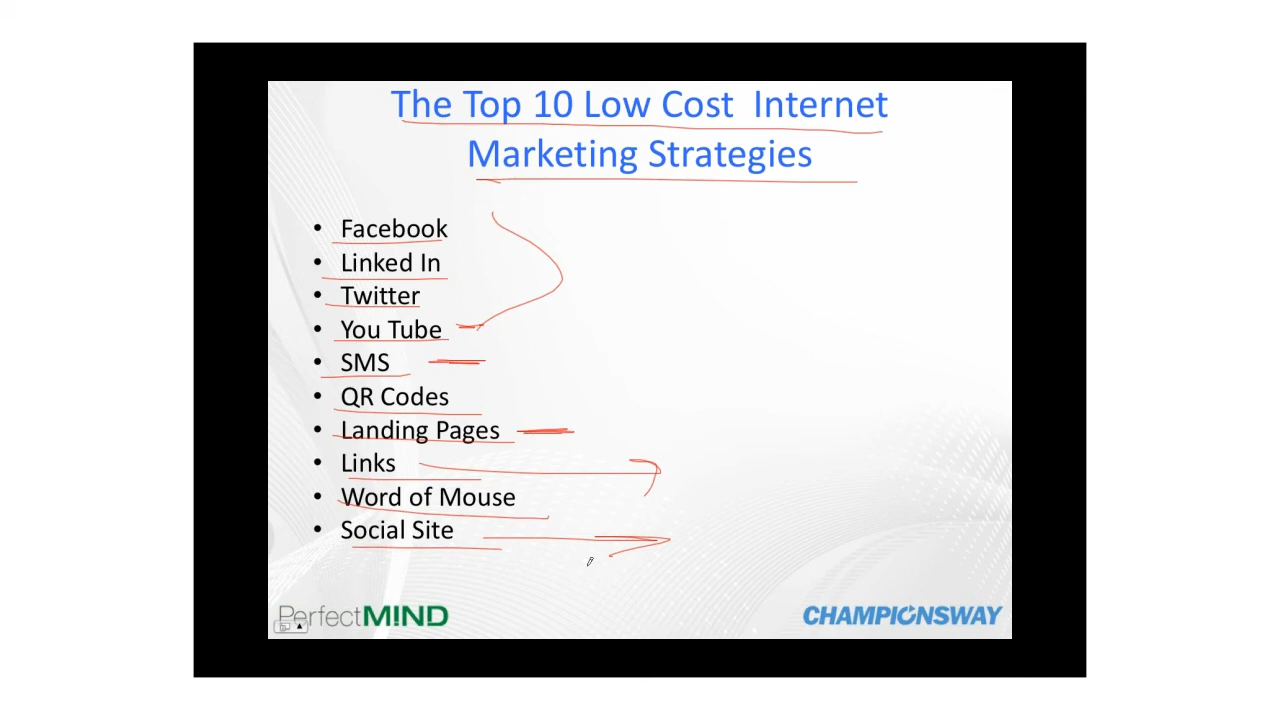 The Top 10 Low Cost Internet
Marketing Strategies
• Facebook
• Linked In
• Twitter
• You Tube
• SMS
• QR Codes
• Landing Pages
• Links
• Word of Mouse
• Social Site
PerfectMIND CHAMPIONSWAY